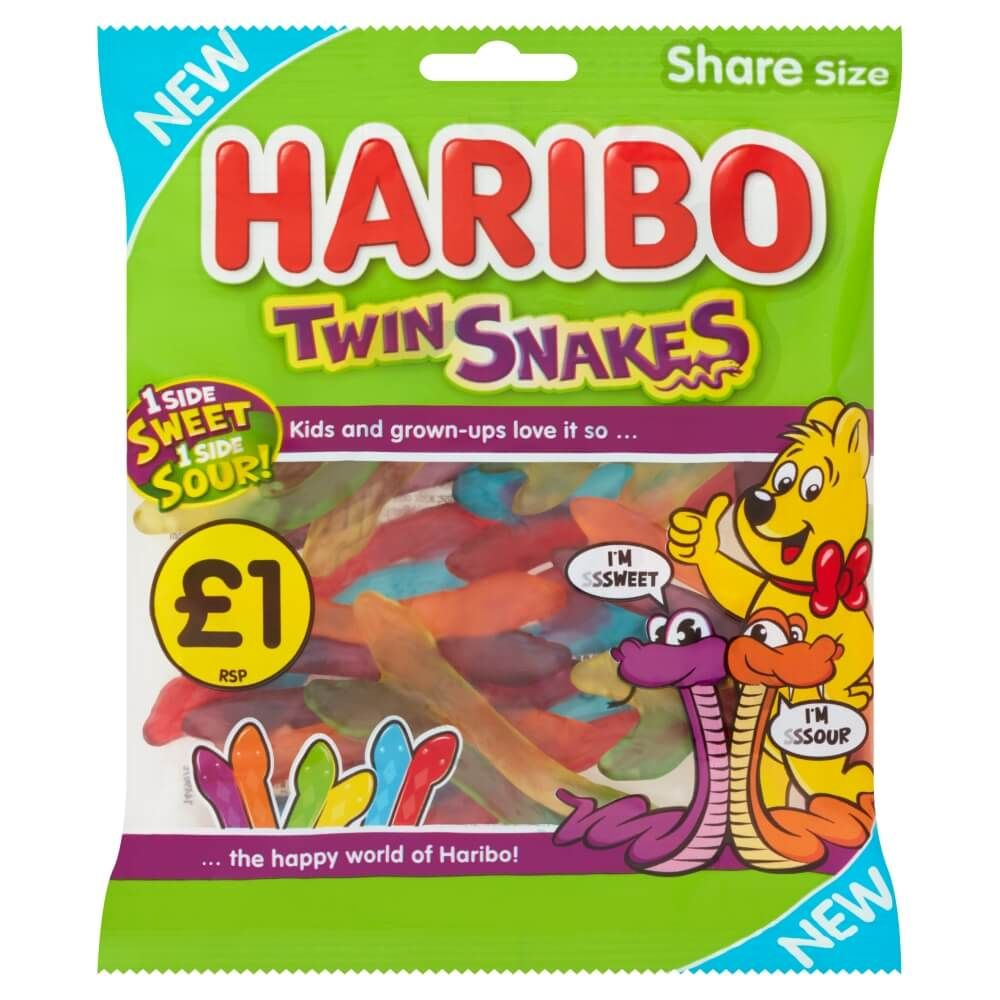 NEW
Share Size
HARIBO
TWIN SNAKES
1 SIDE
SWEET
1 SIDE
SOUR!
Kids and grown-ups love it so ...
£1
RSP
I'M
SSSWEET
I'M
SSSOUR
... the happy world of Haribo!
NEW